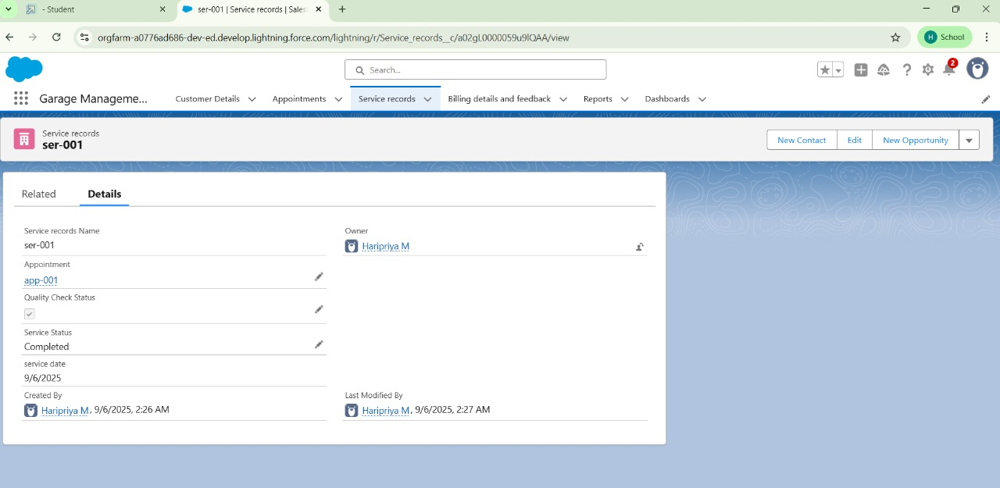 - Student
ser-001 | Service records | Sales
orgfarm-a0776ad686-dev-ed.develop.lightning.force.com/lightning/r/Service_records__c/a02gL0000059u9lQAA/view
H School
Search...
2
Garage Manageme...
Customer Details
Appointments
Service records
Billing details and feedback
Reports
Dashboards
Service records
ser-001
New Contact
Edit
New Opportunity
Related
Details
Service records Name
ser-001
Owner
Haripriya M
Appointment
app-001
Quality Check Status
Service Status
Completed
service date
9/6/2025
Created By
Haripriya M, 9/6/2025, 2:26 AM
Last Modified By
Haripriya M, 9/6/2025, 2:27 AM